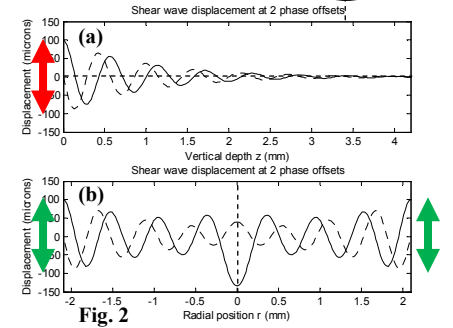 Shear wave displacement at 2 phase offsets
(a)
Displacement (microns)
150
100
50
0
-50
-100
-150
0 0.5 1 1.5 2 2.5 3 3.5 4
Vertical depth z (mm)
Shear wave displacement at 2 phase offsets
(b)
Displacement (microns)
150
100
50
0
-50
-100
-150
-2 -1.5 -1 -0.5 0 0.5 1 1.5 2
Fig. 2
Radial position r (mm)